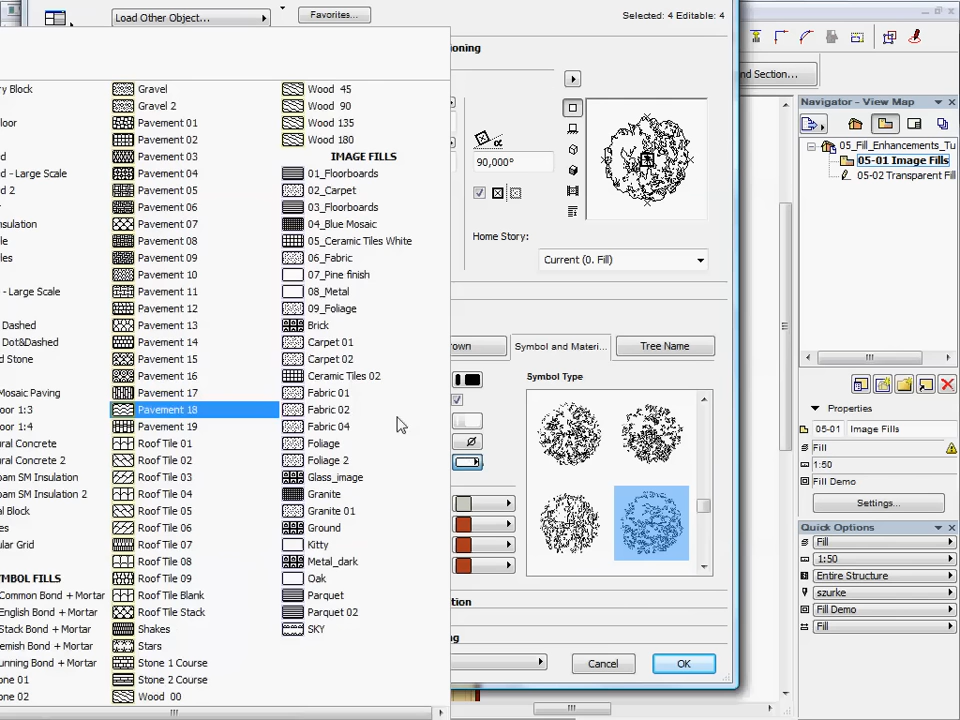 Load Other Object...
Favorites...
Selected: 4 Editable: 4
ioning
nd Section...
Navigator - View Map
05_Fill_Enhancements_Tu
05-01 Image Fills
05-02 Transparent Fill
90,000°
Home Story:
Current (0. Fill)
own
Symbol and Materi...
Tree Name
Symbol Type
ry Block
oor
d
nd - Large Scale
d 2
sulation
le
les
- Large Scale
Dashed
Dot&Dashed
d Stone
Mosaic Paving
oor 1:3
oor 1:4
ural Concrete
ural Concrete 2
oam SM Insulation
oam SM Insulation 2
al Block
es
ular Grid
YMBOL FILLS
Common Bond + Mortar
English Bond + Mortar
Stack Bond + Mortar
emish Bond + Mortar
unning Bond + Mortar
one 01
one 02
Gravel
Gravel 2
Pavement 01
Pavement 02
Pavement 03
Pavement 04
Pavement 05
Pavement 06
Pavement 07
Pavement 08
Pavement 09
Pavement 10
Pavement 11
Pavement 12
Pavement 13
Pavement 14
Pavement 15
Pavement 16
Pavement 17
Pavement 18
Pavement 19
Roof Tile 01
Roof Tile 02
Roof Tile 03
Roof Tile 04
Roof Tile 05
Roof Tile 06
Roof Tile 07
Roof Tile 08
Roof Tile 09
Roof Tile Blank
Roof Tile Stack
Shakes
Stars
Stone 1 Course
Stone 2 Course
Wood 00
Wood 45
Wood 90
Wood 135
Wood 180
IMAGE FILLS
01_Floorboards
02_Carpet
03_Floorboards
04_Blue Mosaic
05_Ceramic Tiles White
06_Fabric
07_Pine finish
08_Metal
09_Foliage
Brick
Carpet 01
Carpet 02
Ceramic Tiles 02
Fabric 01
Fabric 02
Fabric 04
Foliage
Foliage 2
Glass_image
Granite
Granite 01
Ground
Kitty
Metal_dark
Oak
Parquet
Parquet 02
SKY
tion
ng
Cancel
OK
Properties
05-01
Image Fills
Fill
1:50
Fill Demo
Settings...
Quick Options
Fill
1:50
Entire Structure
szurke
Fill Demo
Fill